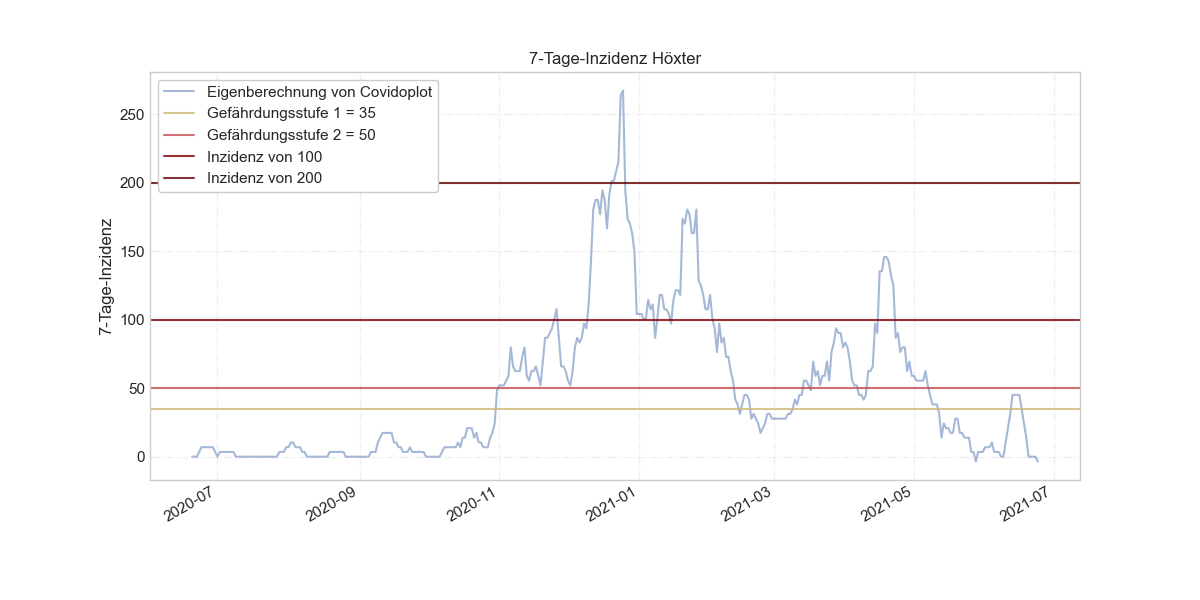 7-Tage-Inzidenz Höxter
Eigenberechnung von Covidoplot
Gefährdungsstufe 1 = 35
Gefährdungsstufe 2 = 50
Inzidenz von 100
Inzidenz von 200
7-Tage-Inzidenz
250
200
150
100
50
0
2020-07
2020-09
2020-11
2021-01
2021-03
2021-05
2021-07